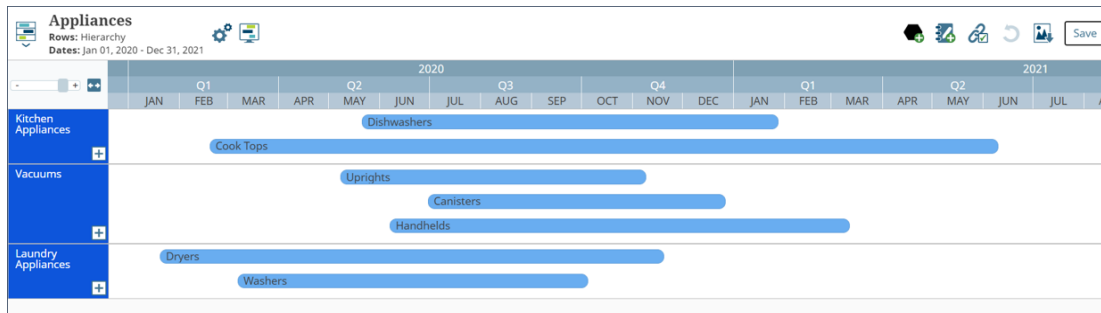 Appliances
Rows: Hierarchy
Dates: Jan 01, 2020 - Dec 31, 2021
Save
2020 2021
Q1 Q2 Q3 Q4 Q1 Q2
JAN FEB MAR APR MAY JUN JUL AUG SEP OCT NOV DEC JAN FEB MAR APR MAY JUN JUL
Kitchen
Appliances
Dishwashers
Cook Tops
Vacuums
Uprights
Canisters
Handhelds
Laundry
Appliances
Dryers
Washers